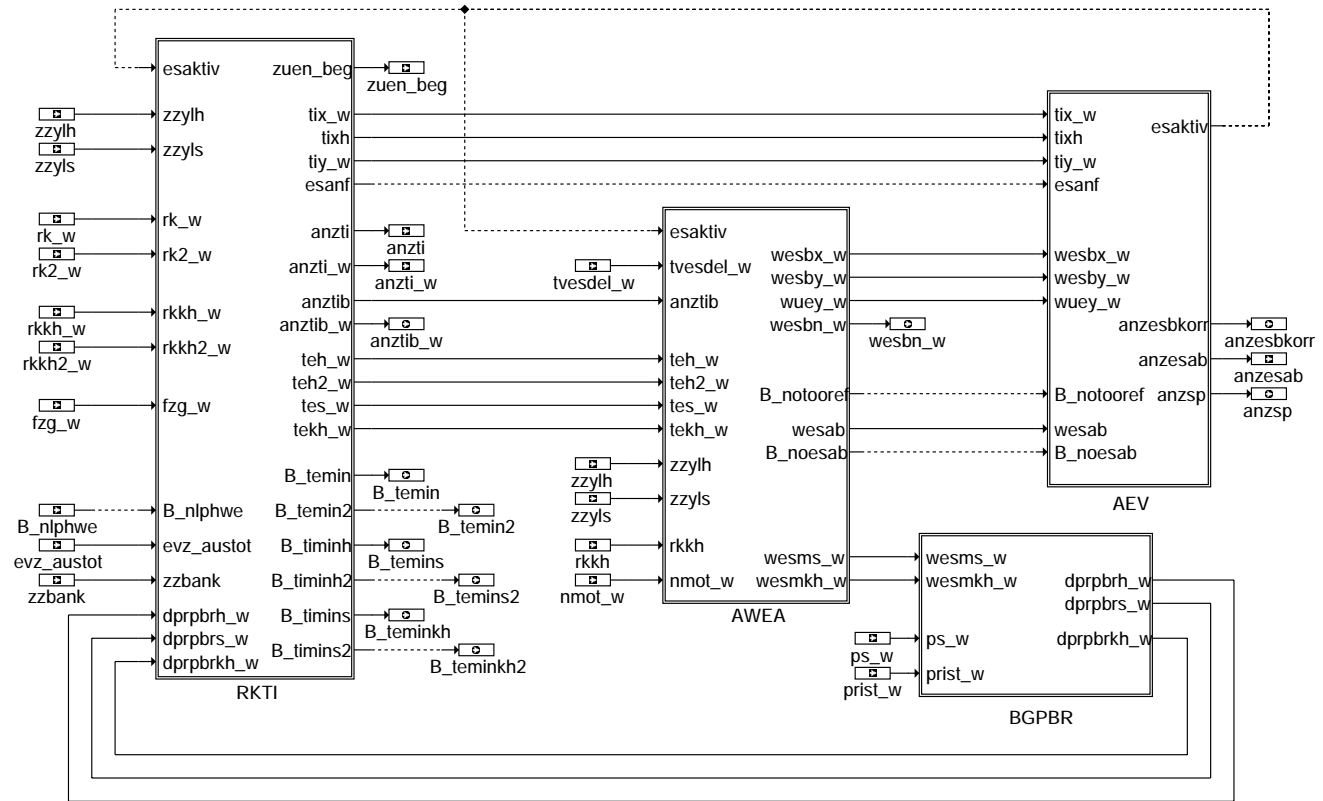 esaktiv
zzylh
zzyls
rk_w
rk2_w
rkkh_w
rkkh2_w
fzg_w
B_nlphwe
evz_austot
zzbank
dprpbrh_w
dprpbrs_w
dprpbrkh_w
zzylh
zzyls
rk_w
rk2_w
rkkh_w
rkkh2_w
fzg_w
B_nlphwe
evz_austot
zzbank
zuen_beg
tix_w
tixh
tiy_w
esanf
anzti
anzti_w
anztib
anztib_w
teh_w
teh2_w
tes_w
tekh_w
B_temin
B_temin2
B_timinh
B_timinh2
B_timins
B_timins2
RKTI
zuen_beg
anzti
anzti_w
anztib_w
B_temin
B_temin2
B_temins
B_temins2
B_teminkh
B_teminkh2
tvesdel_w
zzylh
zzyls
rkkh
nmot_w
esaktiv
tvesdel_w
anztib
teh_w
teh2_w
tes_w
tekh_w
zzylh
zzyls
rkkh
nmot_w
wesbx_w
wesby_w
wuey_w
wesbn_w
B_notooref
wesab
B_noesab
wesms_w
wesmkh_w
AWEA
wesbn_w
tix_w
tixh
tiy_w
esanf
wesbx_w
wesby_w
wuey_w
B_notooref
wesab
B_noesab
esaktiv
anzesbkorr
anzesab
anzsp
AEV
anzesbkorr
anzesab
anzsp
wesms_w
wesmkh_w
ps_w
prist_w
dprpbrh_w
dprpbrs_w
dprpbrkh_w
ps_w
prist_w
BGPBR